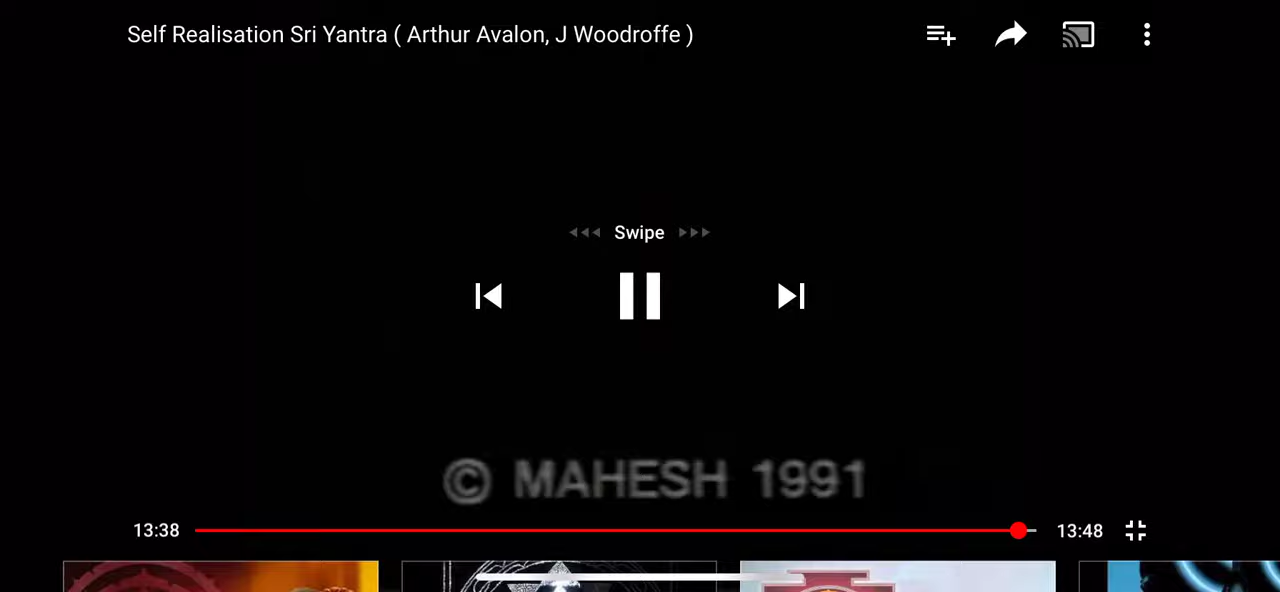 Self Realisation Sri Yantra ( Arthur Avalon, J Woodroffe )
Swipe
© MAHESH 1991
13:38
13:48